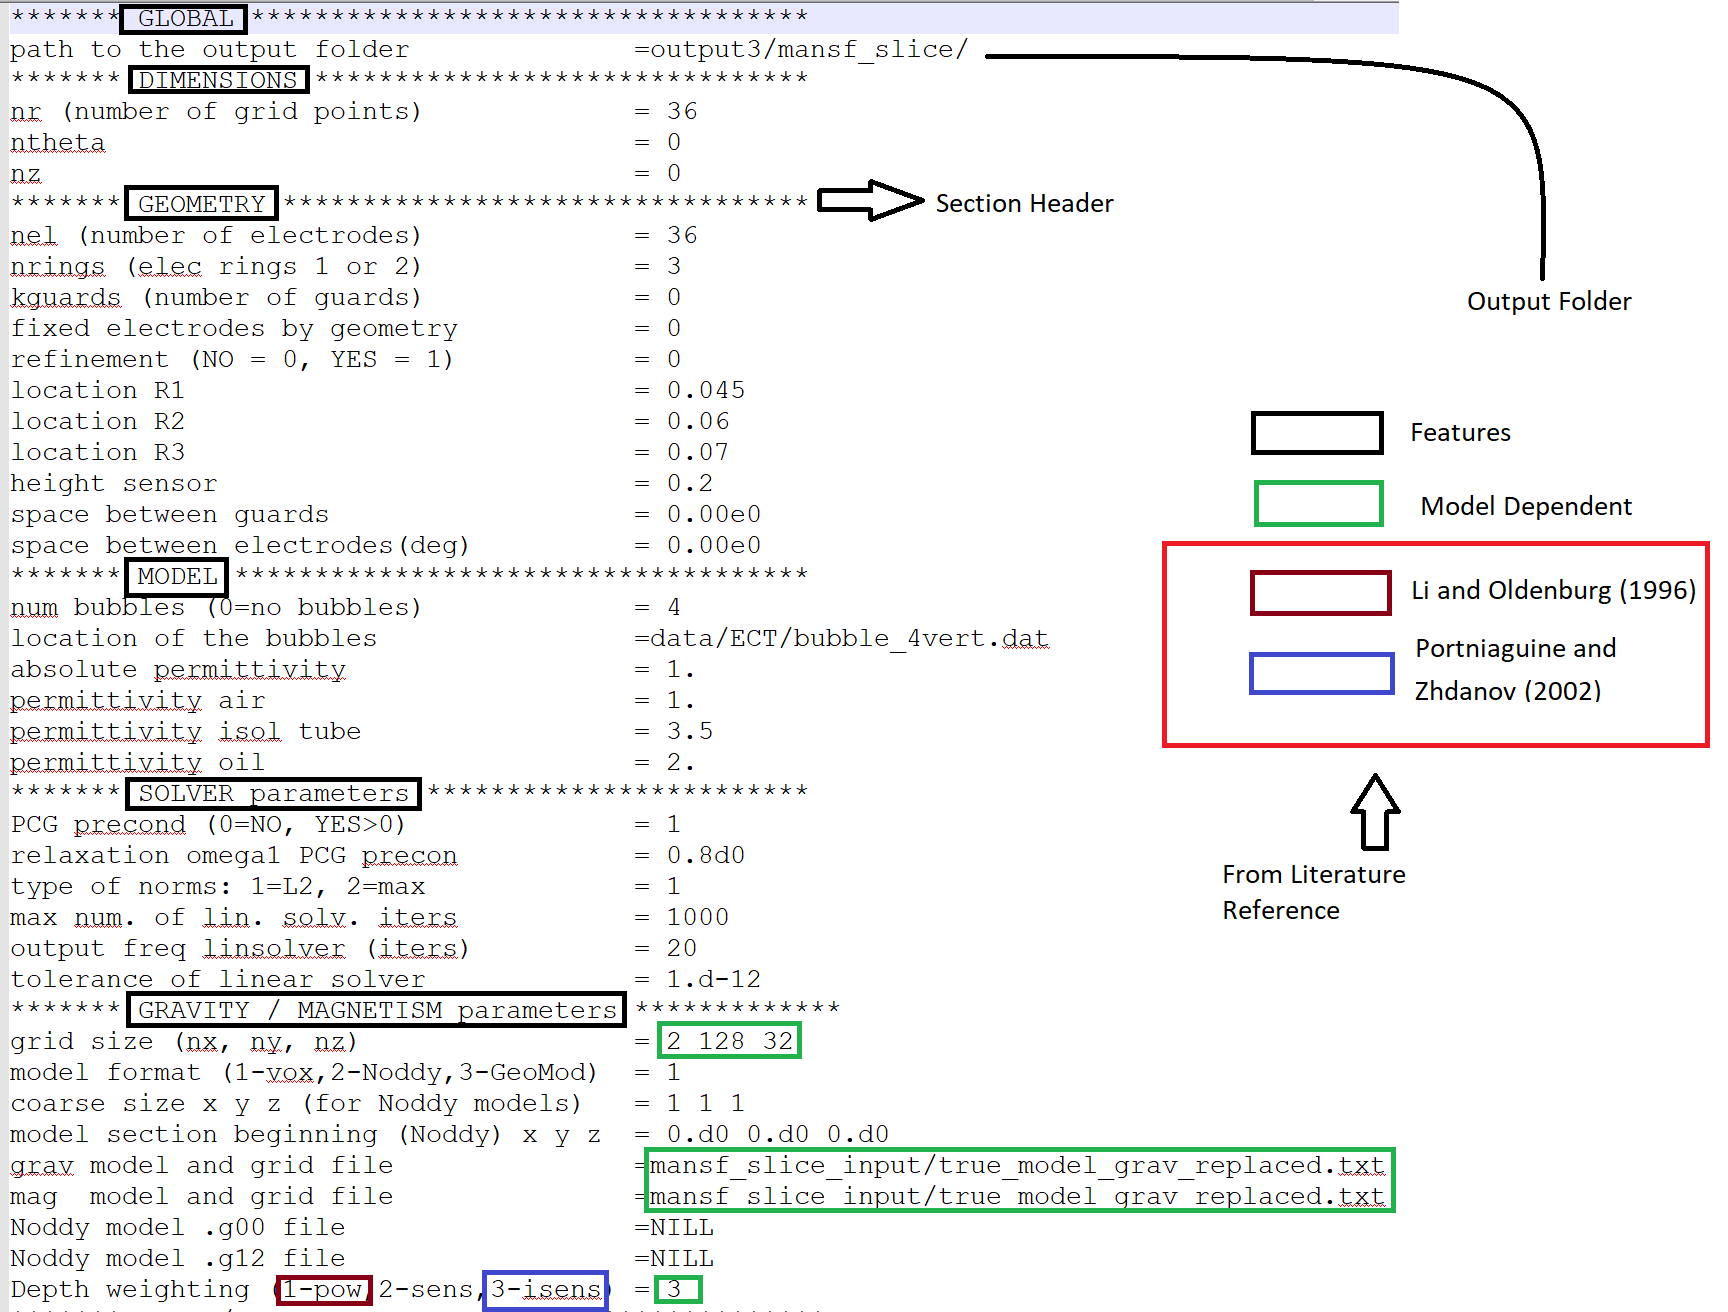 ******* GLOBAL ***********************************
path to the output folder =output3/mansf_slice/
******* DIMENSIONS *******************************
nr (number of grid points) = 36
ntheta = 0
nz = 0
******* GEOMETRY *********************************
Section Header
nel (number of electrodes) = 36
nrings (elec rings 1 or 2) = 3
kguards (number of guards) = 0
Output Folder
fixed electrodes by geometry = 0
refinement (NO = 0, YES = 1) = 0
location R1 = 0.045
location R2 = 0.06
location R3 = 0.07
height sensor = 0.2
space between guards = 0.00e0
space between electrodes(deg) = 0.00e0
******* MODEL ************************************
num bubbles (0=no bubbles) = 4
location of the bubbles =data/ECT/bubble_4vert.dat
absolute permittivity = 1.
permittivity air = 1.
permittivity isol tube = 3.5
permittivity oil = 2.
******* SOLVER parameters ************************
PCG precond (0=NO, YES>0) = 1
relaxation omega1 PCG precon = 0.8d0
type of norms: 1=L2, 2=max = 1
max num. of lin. solv. iters = 1000
output freq linsolver (iters) = 20
tolerance of linear solver = 1.d-12
******* GRAVITY / MAGNETISM parameters *************
grid size (nx, ny, nz) = 2 128 32
model format (1-vox,2-Noddy,3-GeoMod) = 1
coarse size x y z (for Noddy models) = 1 1 1
model section beginning (Noddy) x y z = 0.d0 0.d0 0.d0
grav model and grid file =mansf_slice_input/true_model_grav_replaced.txt
mag  model and grid file =mansf_slice_input/true_model_grav_replaced.txt
Noddy model .g00 file =NILL
Noddy model .g12 file =NILL
Depth weighting (1-pow,2-sens,3-isens) = 3
Features
Model Dependent
Li and Oldenburg (1996)
Portniaguine and
Zhdanov (2002)
From Literature
Reference